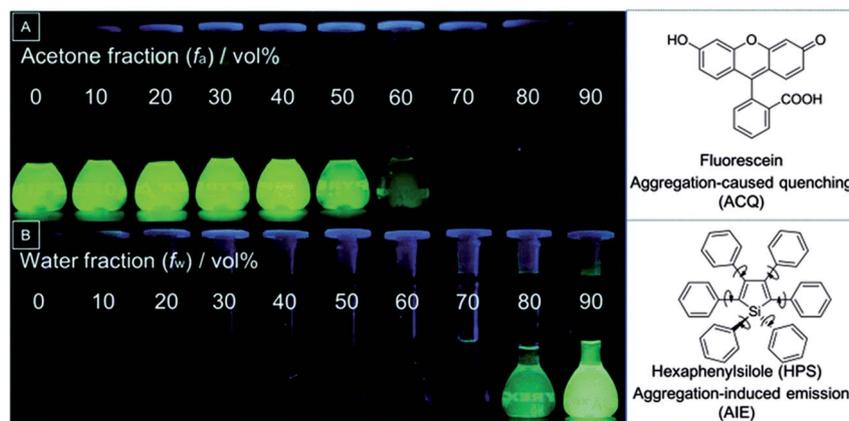 A
Acetone fraction (fa) / vol%
0 10 20 30 40 50 60 70 80 90
B
Water fraction (fw) / vol%
0 10 20 30 40 50 60 70 80 90
HO
O
O
COOH
Fluorescein
Aggregation-caused quenching
(ACQ)
Si
Hexaphenylsilole (HPS)
Aggregation-induced emission
(AIE)